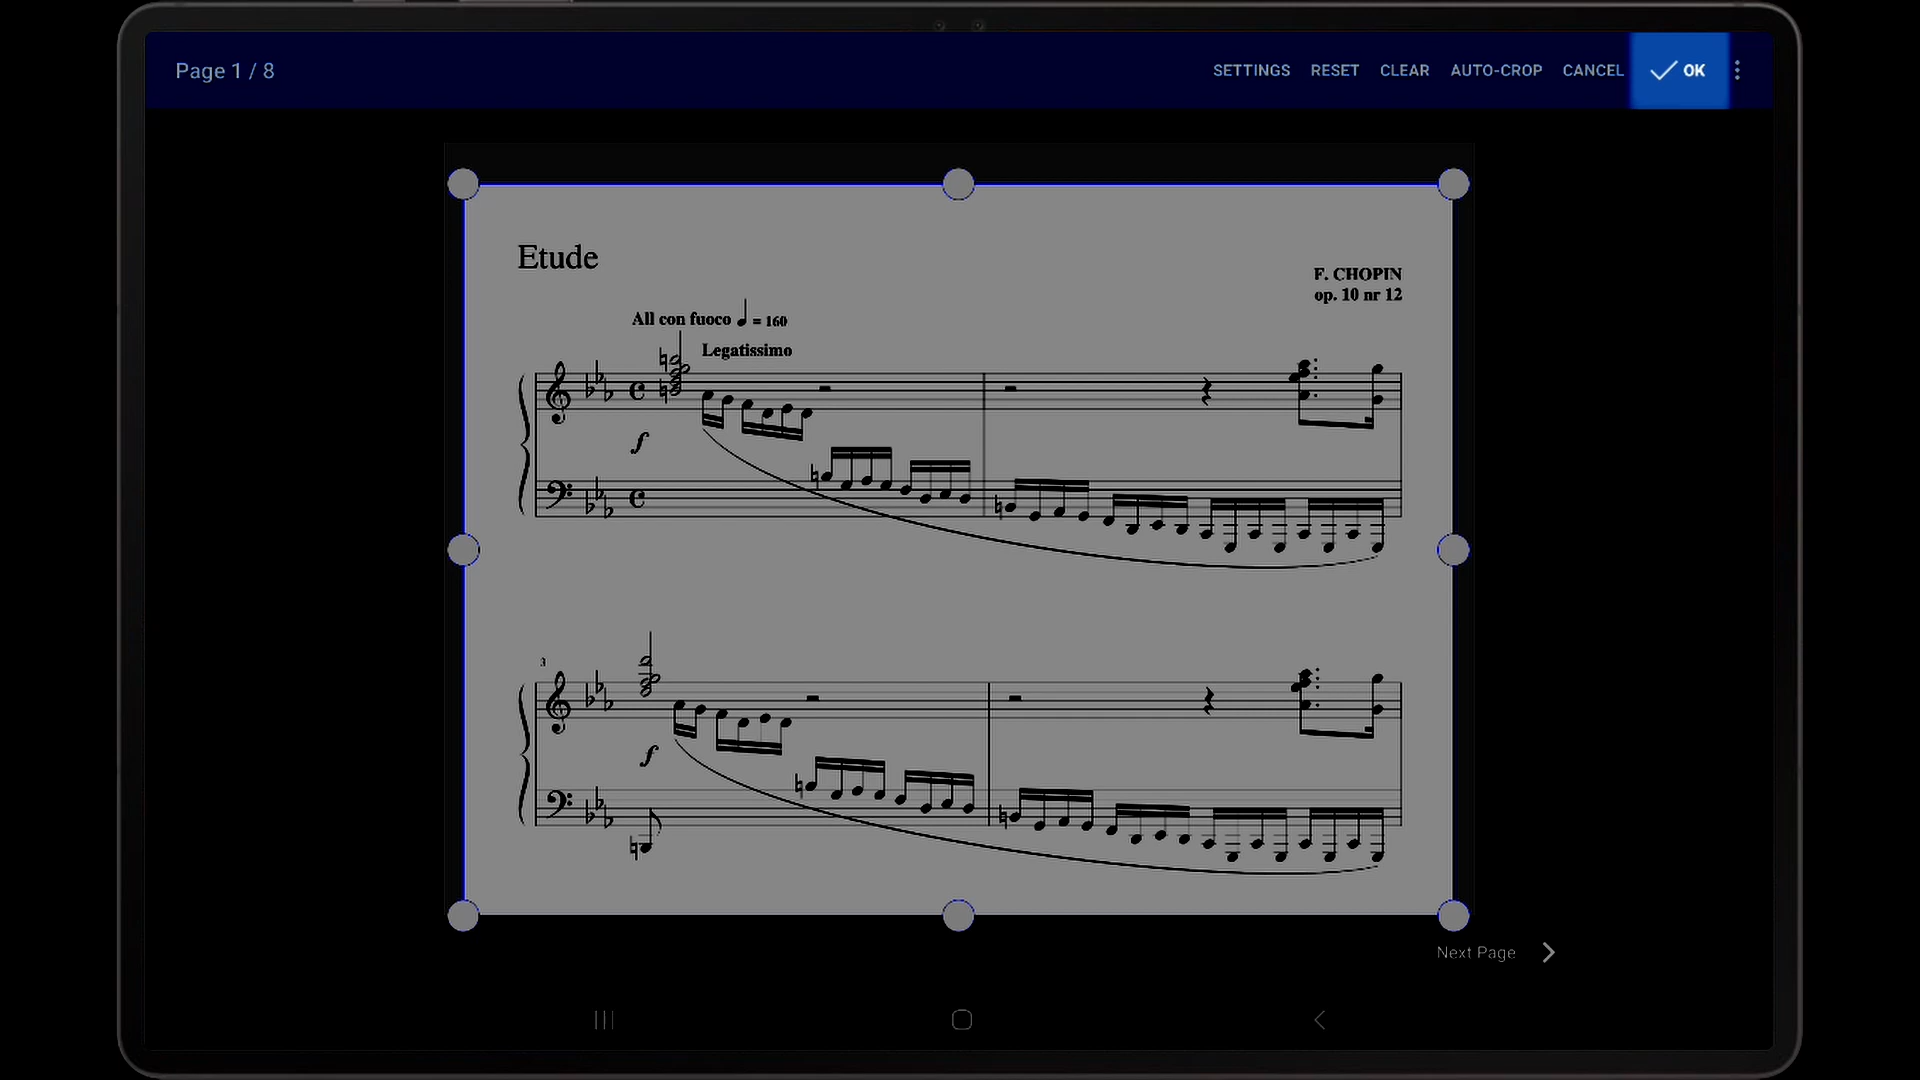 Page 1 / 8
SETTINGS RESET CLEAR AUTO-CROP CANCEL OK
Etude
F. CHOPIN
op. 10 nr 12
All con fuoco ♩ = 160
Legatissimo
f
3
f
Next Page